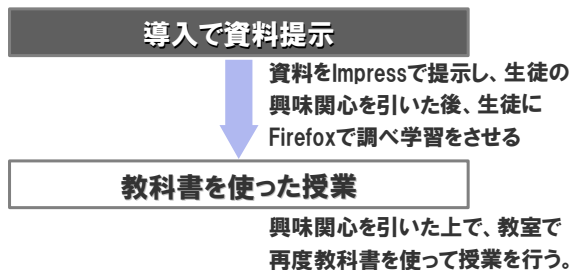 導入で資料提示
資料をImpressで提示し、生徒の
興味関心を引いた後、生徒に
Firefoxで調べ学習をさせる
教科書を使った授業
興味関心を引いた上で、教室で
再度教科書を使って授業を行う。